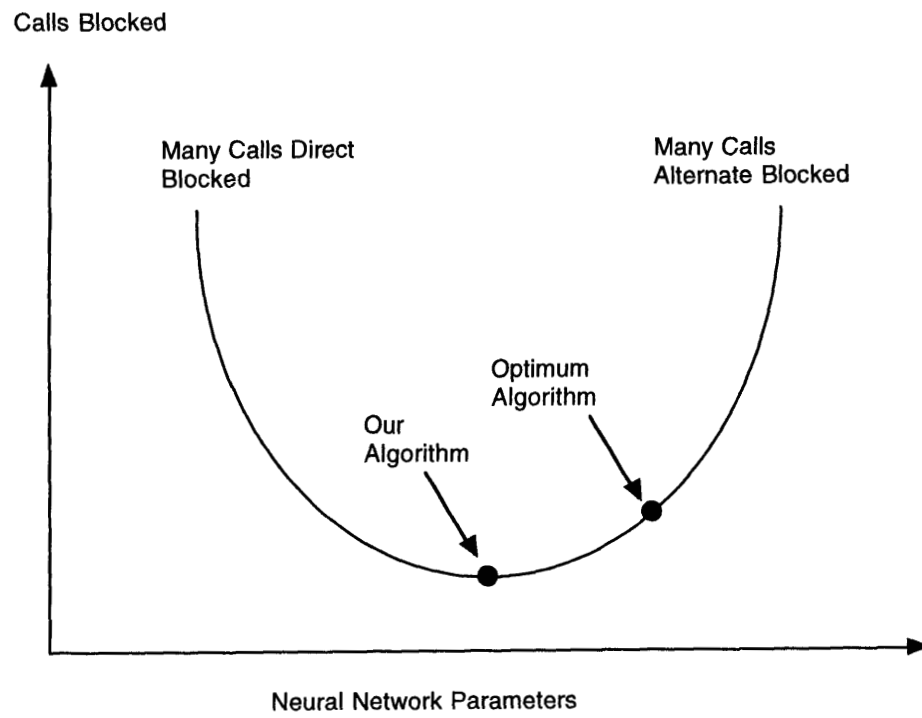 Calls Blocked
Many Calls Direct
Blocked
Many Calls
Alternate Blocked
Optimum
Algorithm
Our
Algorithm
Neural Network Parameters